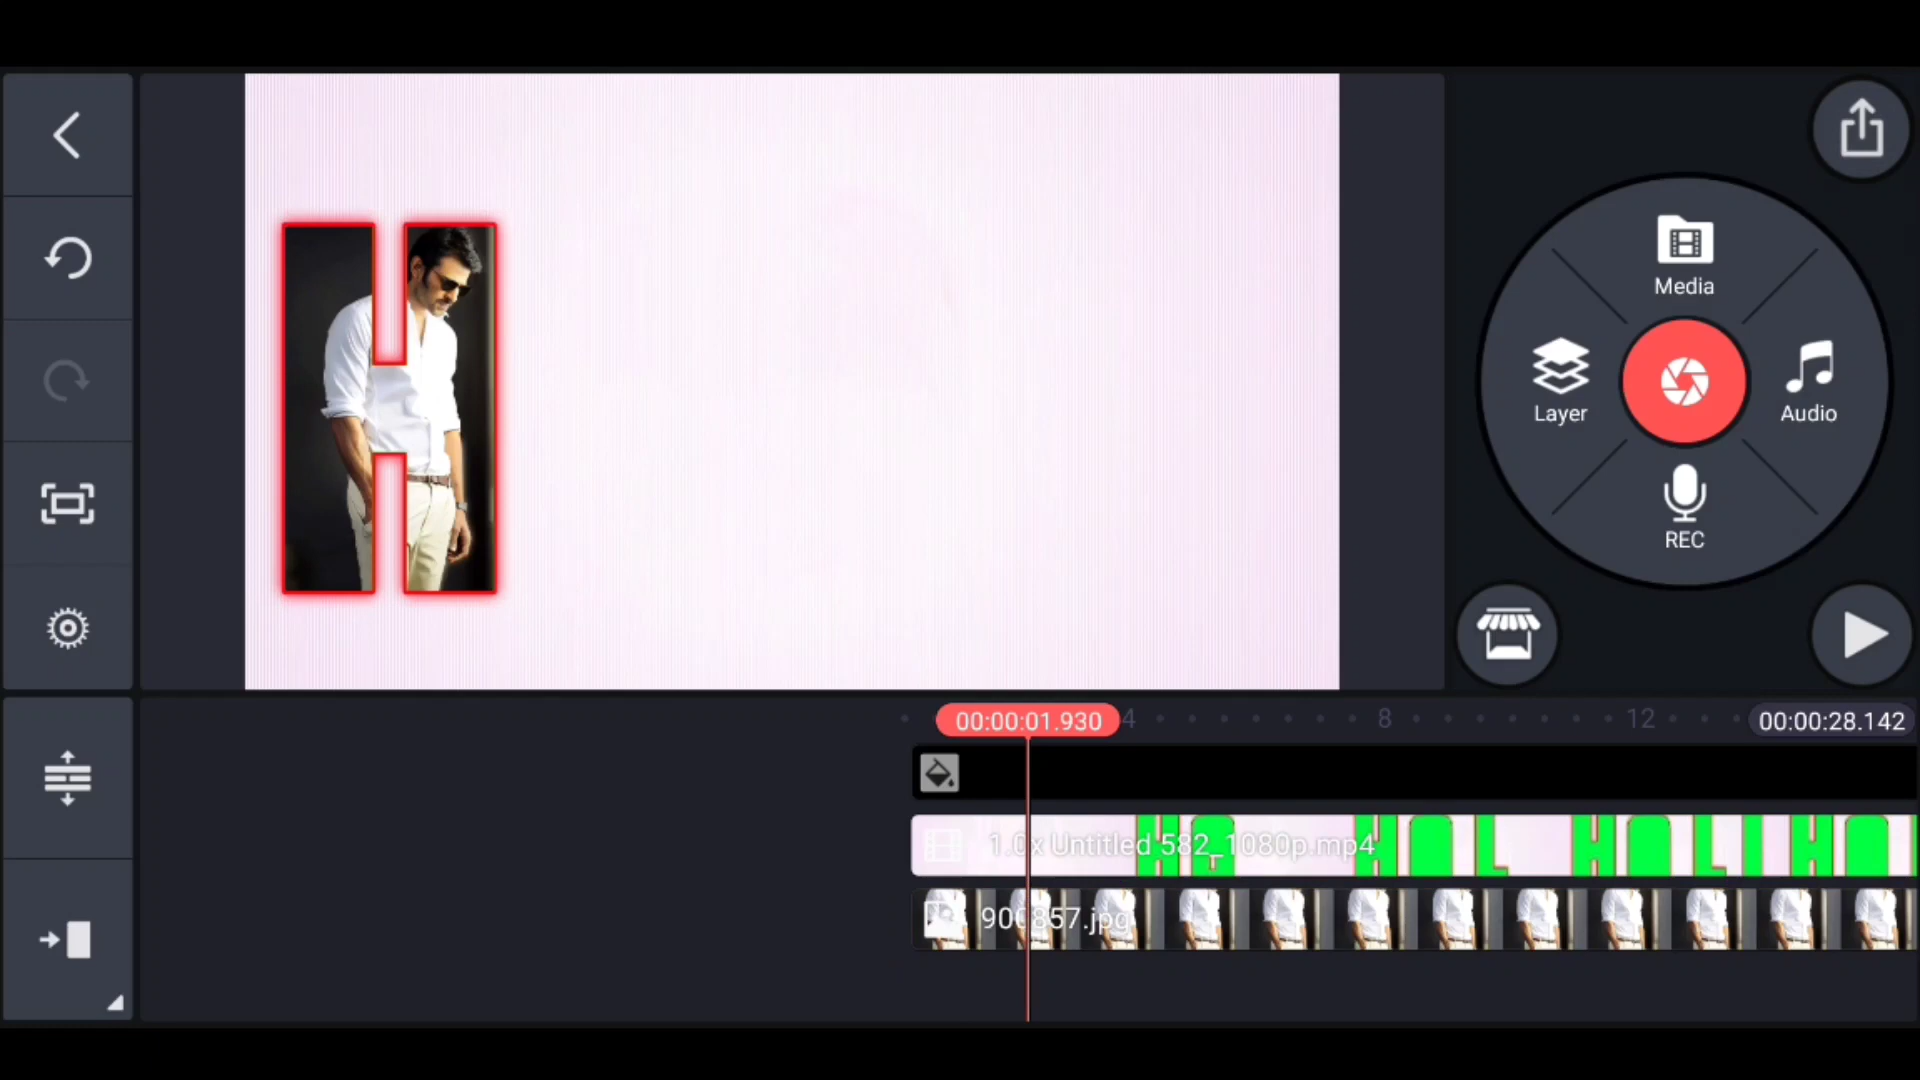 H
Media
Layer
Audio
REC
00:00:01.930
4
8
12
00:00:28.142
1.0x Untitled 582_1080p.mp4
H O H O L H O L I H O
900857.jpg